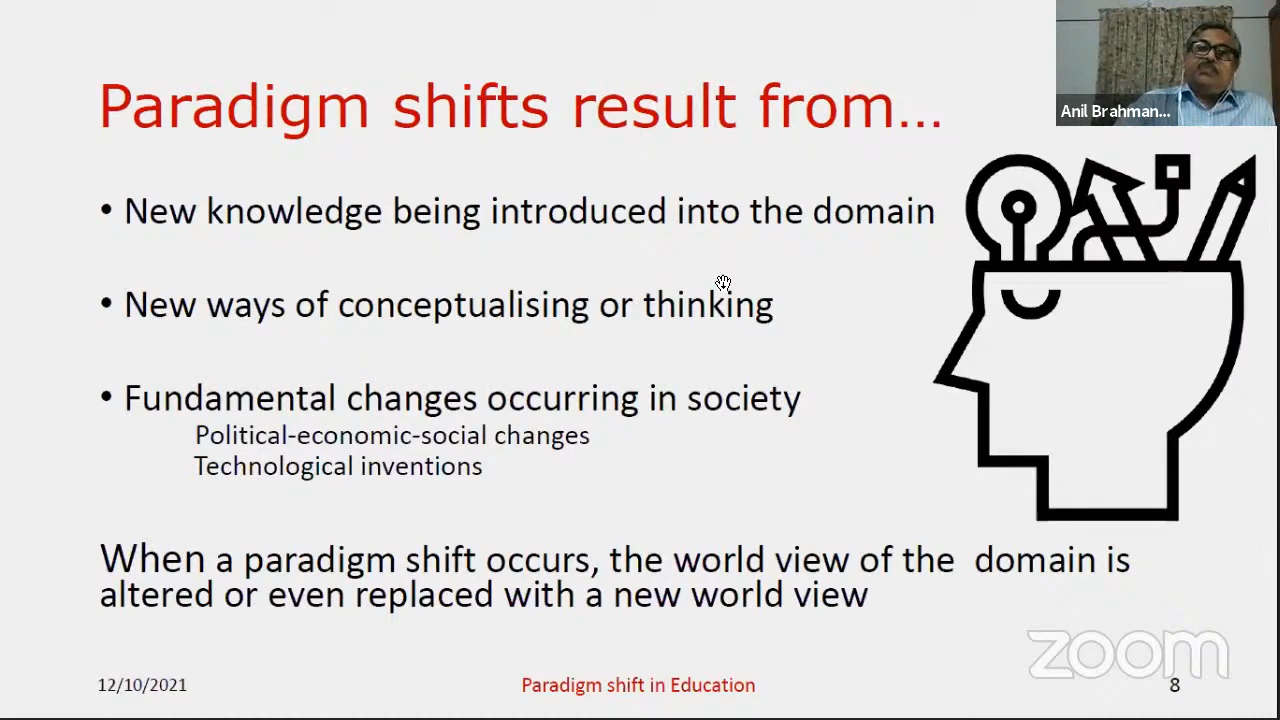 Anil Brahman...
Paradigm shifts result from...
• New knowledge being introduced into the domain
• New ways of conceptualising or thinking
• Fundamental changes occurring in society
Political-economic-social changes
Technological inventions
When a paradigm shift occurs, the world view of the domain is
altered or even replaced with a new world view
zoom
12/10/2021
Paradigm shift in Education
8